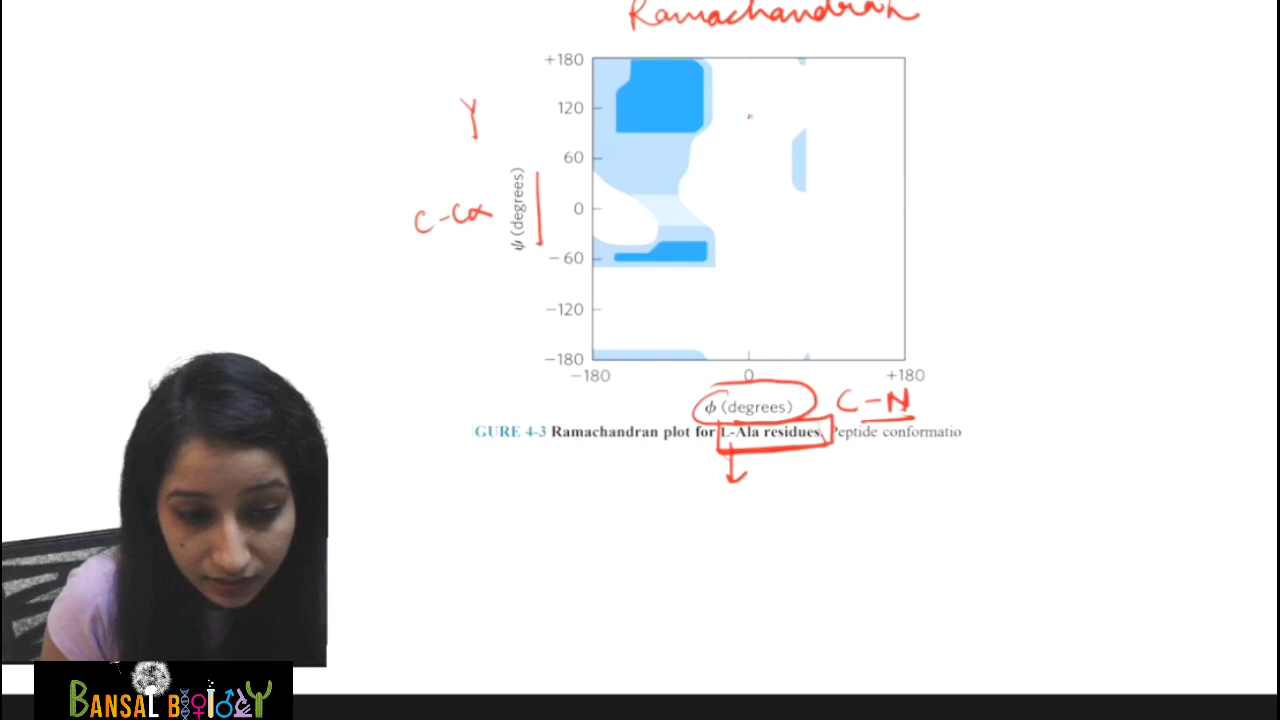 Ramachandran
+180
120
60
0
−60
−120
−180
Y
C-Cα
ψ (degrees)
−180 0 +180
ϕ (degrees) C-N
GURE 4-3 Ramachandran plot for L-Ala residues. Peptide conformatio
BANSAL BIOLOGY